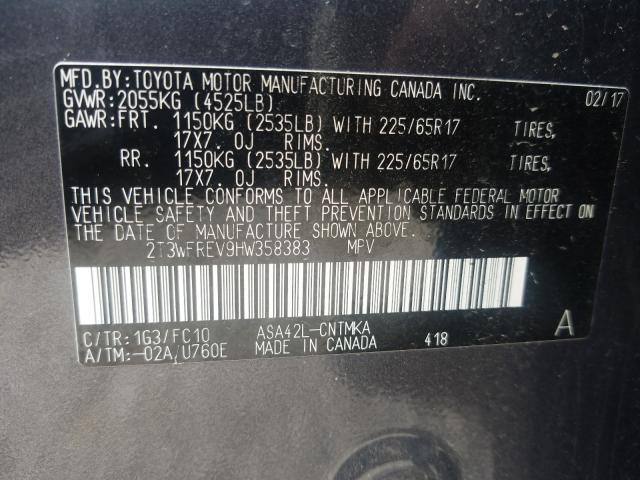 MFD.BY:TOYOTA MOTOR MANUFACTURING CANADA INC. 02/17
GVWR:2055KG (4525LB)
GAWR:FRT. 1150KG (2535LB) WITH 225/65R17 TIRES,
17X7.0J RIMS.
RR. 1150KG (2535LB) WITH 225/65R17 TIRES,
17X7.0J RIMS.
THIS VEHICLE CONFORMS TO ALL APPLICABLE FEDERAL MOTOR
VEHICLE SAFETY AND THEFT PREVENTION STANDARDS IN EFFECT ON
THE DATE OF MANUFACTURE SHOWN ABOVE.
2T3WFREV9HW358383 MPV
C/TR:1G3/FC10 ASA42L-CNTMKA A
A/TM:-02A/U760E MADE IN CANADA 418